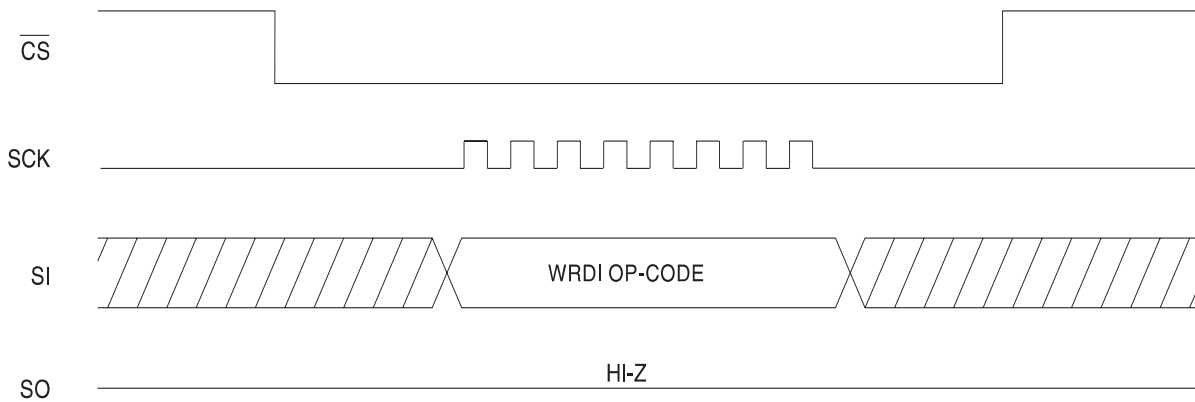 CS
SCK
SI
WRDI OP-CODE
HI-Z
SO